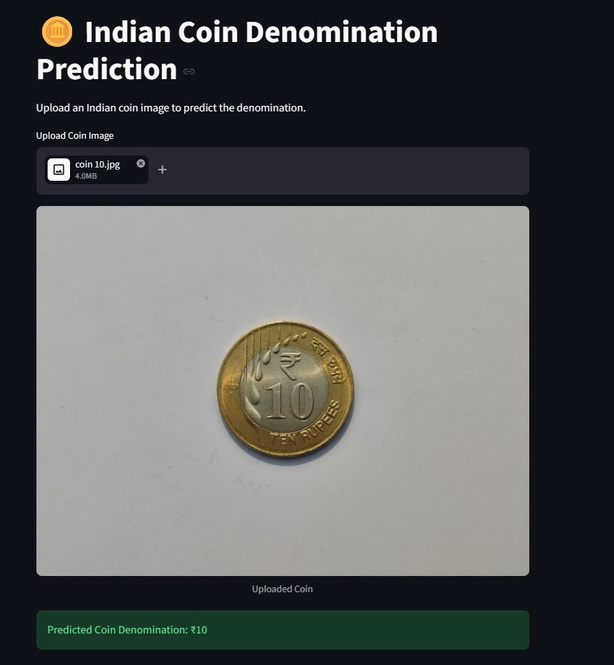 Indian Coin Denomination
Prediction
Upload an Indian coin image to predict the denomination.
Upload Coin Image
coin 10.jpg
4.0MB
₹
दस रुपये
10
TEN RUPEES
Uploaded Coin
Predicted Coin Denomination: ₹10